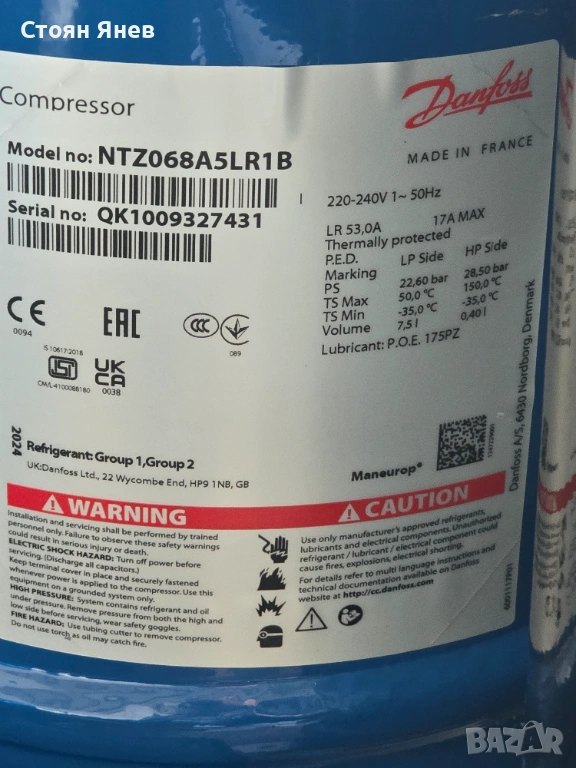 Стоян Янев
Compressor
Danfoss
MADE IN FRANCE
Model no: NTZ068A5LR1B
Serial no: QK1009327431
I 220-240V 1~ 50Hz
LR 53,0A 17A MAX
Thermally protected
P.E.D. LP Side HP Side
Marking
PS 22,60 bar 28,50 bar
TS Max 50,0 °C 150,0 °C
TS Min -35,0 °C -35,0 °C
Volume 7,5 l 0,40 l
Lubricant: P.O.E. 175PZ
CE
0094
EAC
CCC
089
IS 10617:2018
ISI
CM/L-4100088180
UK
CA
0038
2024
Refrigerant: Group 1,Group 2
UK:Danfoss Ltd., 22 Wycombe End, HP9 1NB, GB
Maneurop®
Danfoss A/S, 6430 Nordborg, Denmark
WARNING
Installation and servicing shall be performed by trained
personnel only. Failure to observe these safety warnings
could result in serious injury or death.
ELECTRIC SHOCK HAZARD: Turn off power before
servicing. (Discharge all capacitors.)
Keep terminal cover in place and securely fastened
whenever power is applied to the compressor. Use this
equipment on a grounded system only.
HIGH PRESSURE: System contains refrigerant and oil
under pressure. Remove pressure from both the high and
low side before servicing, wear safety goggles.
FIRE HAZARD: Use tubing cutter to remove compressor.
Do not use torch as oil may catch fire.
CAUTION
Use only manufacturer's approved refrigerants,
lubricants and electrical components. Unauthorized
refrigerant / lubricant / electrical component can
cause fires, explosions, electrical shorting.
For details refer to multi language instructions and
technical documentation available on Danfoss
website at http://cc.danfoss.com
BAZAR